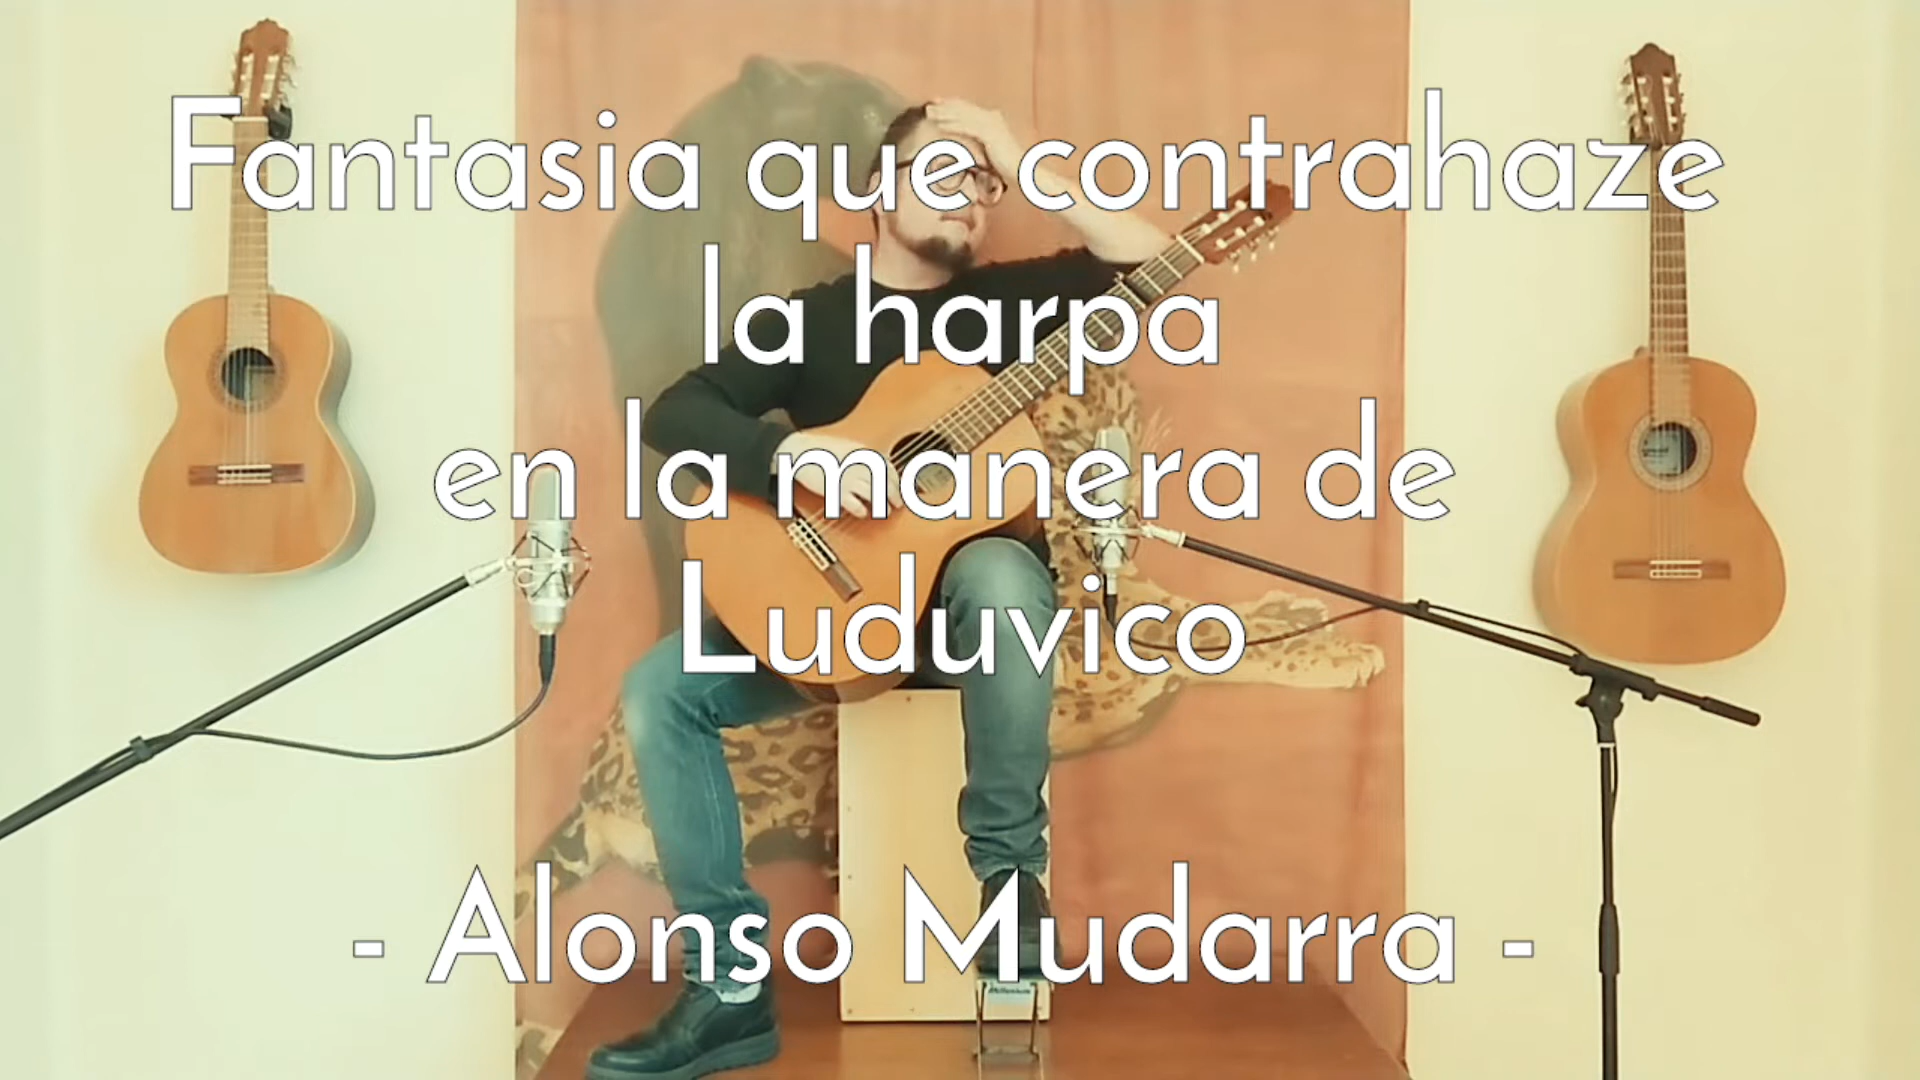 Fantasia que contrahaze
la harpa
en la manera de
Luduvico
- Alonso Mudarra -